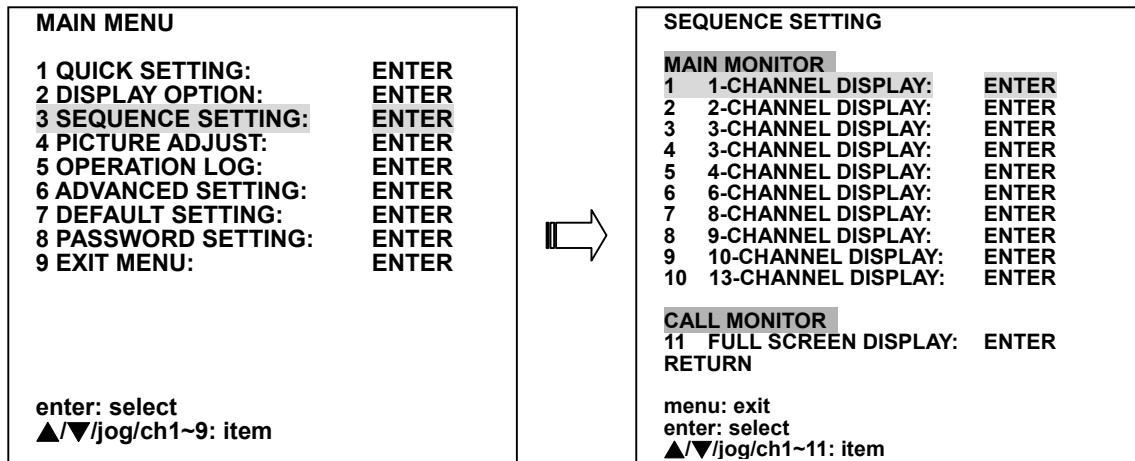 MAIN MENU
1 QUICK SETTING: ENTER
2 DISPLAY OPTION: ENTER
3 SEQUENCE SETTING: ENTER
4 PICTURE ADJUST: ENTER
5 OPERATION LOG: ENTER
6 ADVANCED SETTING: ENTER
7 DEFAULT SETTING: ENTER
8 PASSWORD SETTING: ENTER
9 EXIT MENU: ENTER
enter: select
▲/▼/jog/ch1~9: item
SEQUENCE SETTING
MAIN MONITOR
1 1-CHANNEL DISPLAY: ENTER
2 2-CHANNEL DISPLAY: ENTER
3 3-CHANNEL DISPLAY: ENTER
4 3-CHANNEL DISPLAY: ENTER
5 4-CHANNEL DISPLAY: ENTER
6 6-CHANNEL DISPLAY: ENTER
7 8-CHANNEL DISPLAY: ENTER
8 9-CHANNEL DISPLAY: ENTER
9 10-CHANNEL DISPLAY: ENTER
10 13-CHANNEL DISPLAY: ENTER
CALL MONITOR
11 FULL SCREEN DISPLAY: ENTER
RETURN
menu: exit
enter: select
▲/▼/jog/ch1~11: item